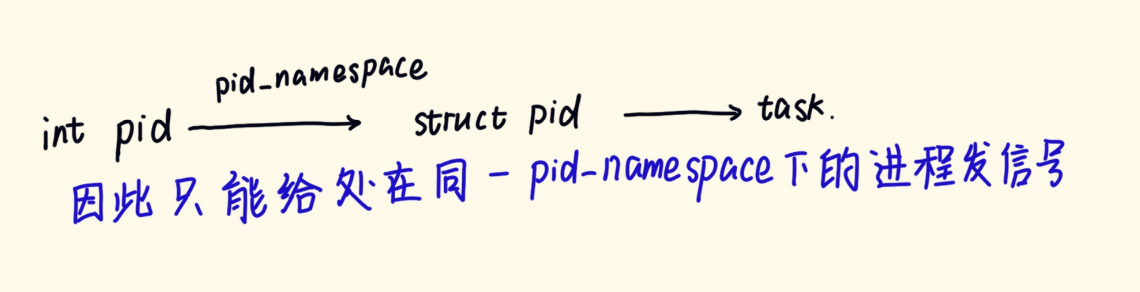 pid_namespace
int pid → struct pid → task.
因此只能给处在同一pid_namespace下的进程发信号